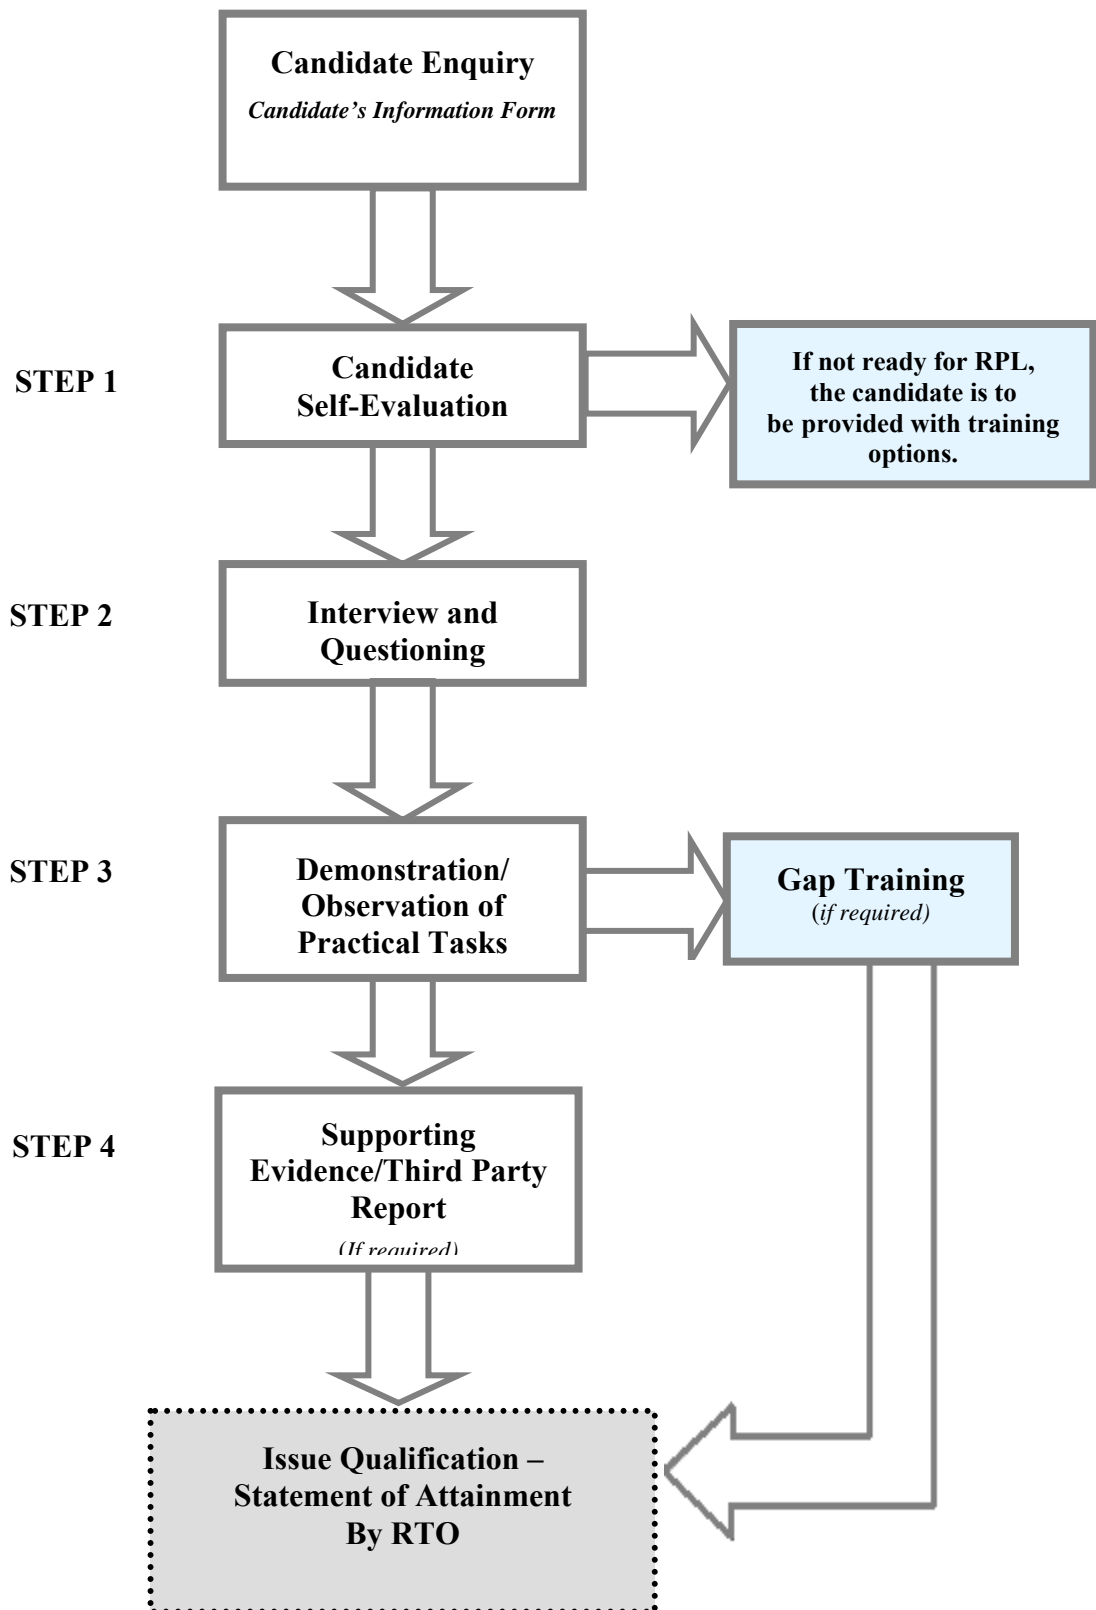 Candidate Enquiry
Candidate’s Information Form
STEP 1
Candidate
Self-Evaluation
If not ready for RPL,
the candidate is to
be provided with training
options.
STEP 2
Interview and
Questioning
STEP 3
Demonstration/
Observation of
Practical Tasks
Gap Training
(if required)
STEP 4
Supporting
Evidence/Third Party
Report
(If required)
Issue Qualification –
Statement of Attainment
By RTO